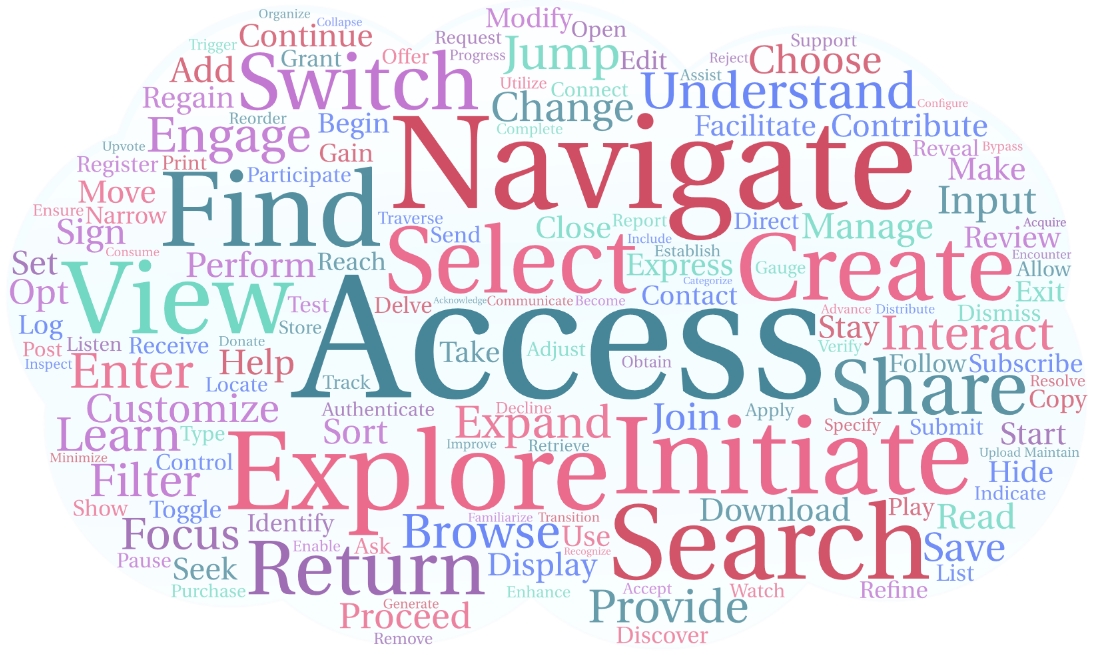 Organize
Collapse
Modify
Open
Continue
Request
Support
Trigger
Grant
Offer
Progress
Jump
Edit
Reject
Choose
Add
Switch
Utilize
Connect
Assist
Understand
Regain
Change
Configure
Reorder
Begin
Complete
Facilitate
Contribute
Engage
Navigate
Upvote
Gain
Reveal
Bypass
Register
Print
Find
Participate
Make
Move
Input
Ensure
Narrow
Traverse
Close
Report
Direct
Manage
Acquire
Sign
Send
Select
Include
Create
Review
Consume
Establish
Encounter
Set
Perform
Reach
Express
Gauge
Allow
View
Categorize
Opt
Contact
Exit
Test
Delve
Acknowledge
Communicate
Become
Advance
Distribute
Dismiss
Log
Store
Access
Stay
Interact
Post
Listen
Receive
Donate
Take
Adjust
Verify
Inspect
Help
Obtain
Follow
Subscribe
Enter
Locate
Track
Share
Resolve
Copy
Customize
Authenticate
Decline
Expand
Join
Apply
Specify
Submit
Learn
Type
Sort
Improve
Retrieve
Initiate
Start
Minimize
Control
Explore
Upload
Maintain
Filter
Hide
Indicate
Show
Toggle
Download
Play
Read
Focus
Identify
Familiarize
Transition
Browse
Use
Search
Pause
Enable
Ask
Recognize
Save
Seek
Return
Display
List
Purchase
Enhance
Accept
Watch
Refine
Generate
Proceed
Provide
Remove
Discover